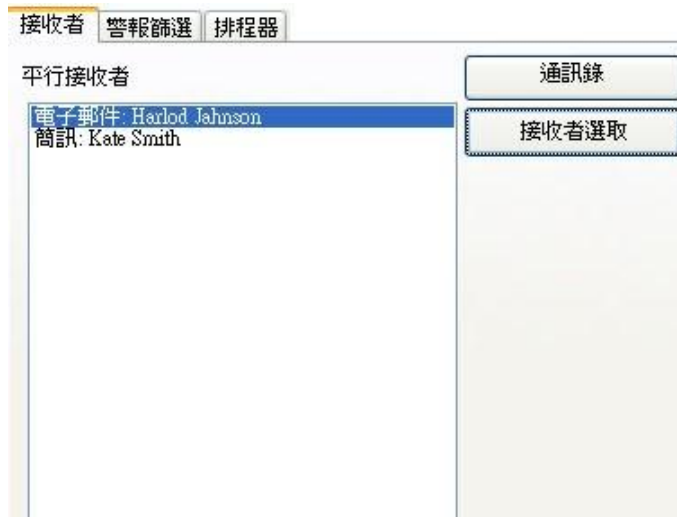 接收者 警報篩選 排程器
平行接收者
通訊錄
電子郵件: Harlod Jahnson
接收者選取
簡訊: Kate Smith